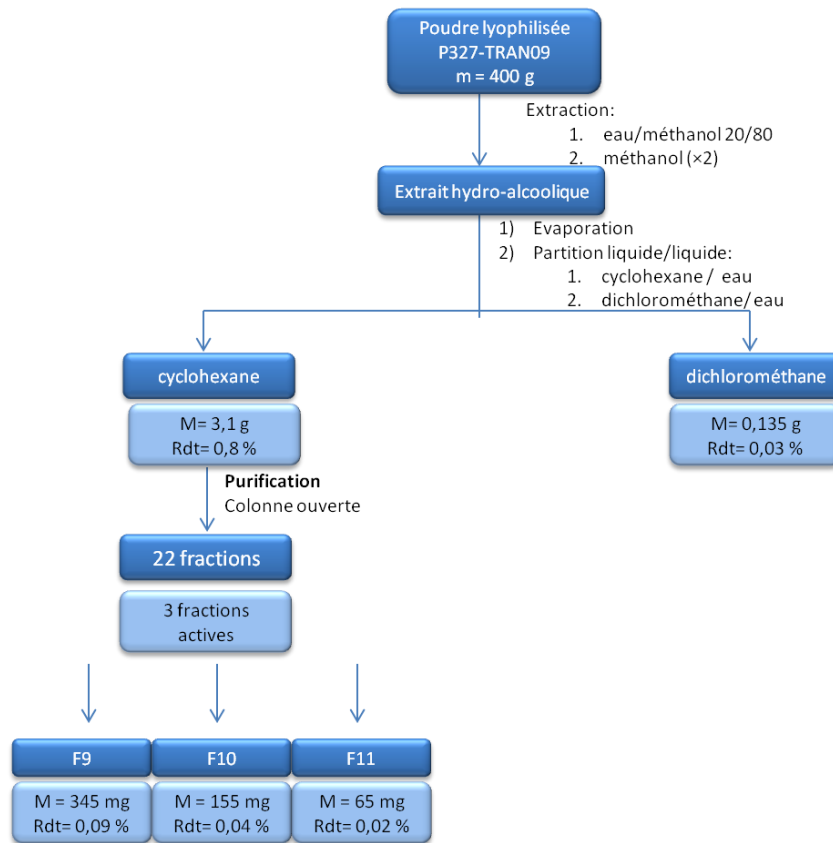 Poudre lyophilisée
P327-TRAN09
m = 400 g
Extraction:
1. eau/méthanol 20/80
2. méthanol (×2)
Extrait hydro-alcoolique
1) Evaporation
2) Partition liquide/liquide:
1. cyclohexane / eau
2. dichlorométhane/ eau
cyclohexane
dichlorométhane
M= 3,1 g
Rdt= 0,8 %
M= 0,135 g
Rdt= 0,03 %
Purification
Colonne ouverte
22 fractions
3 fractions
actives
F9
F10
F11
M = 345 mg
Rdt= 0,09 %
M = 155 mg
Rdt= 0,04 %
M = 65 mg
Rdt= 0,02 %